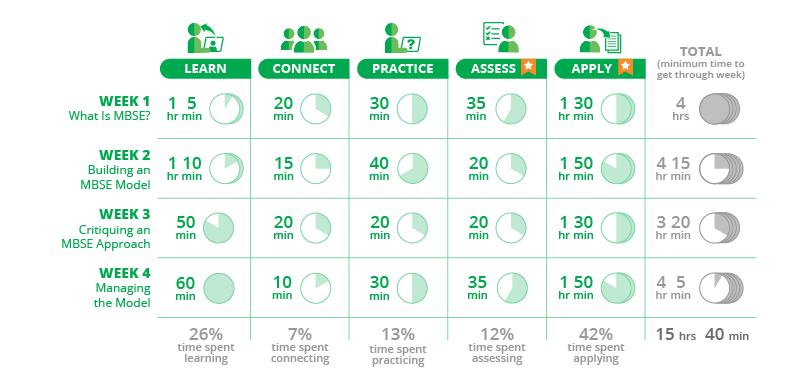 LEARN CONNECT PRACTICE ASSESS APPLY TOTAL
(minimum time to
get through week)
?
WEEK 1
What Is MBSE?
1 5 20 30 35 1 30 4
hr min min min min hr min hrs
WEEK 2
Building an
MBSE Model
1 10 15 40 20 1 50 4 15
hr min min min min hr min hr min
WEEK 3
Critiquing an
MBSE Approach
50 20 20 20 1 30 3 20
min min min min hr min hr min
WEEK 4
Managing
the Model
60 10 30 35 1 50 4 5
min min min min hr min hr min
26% 7% 13% 12% 42% 15 hrs 40 min
time spent time spent time spent time spent time spent
learning connecting practicing assessing applying